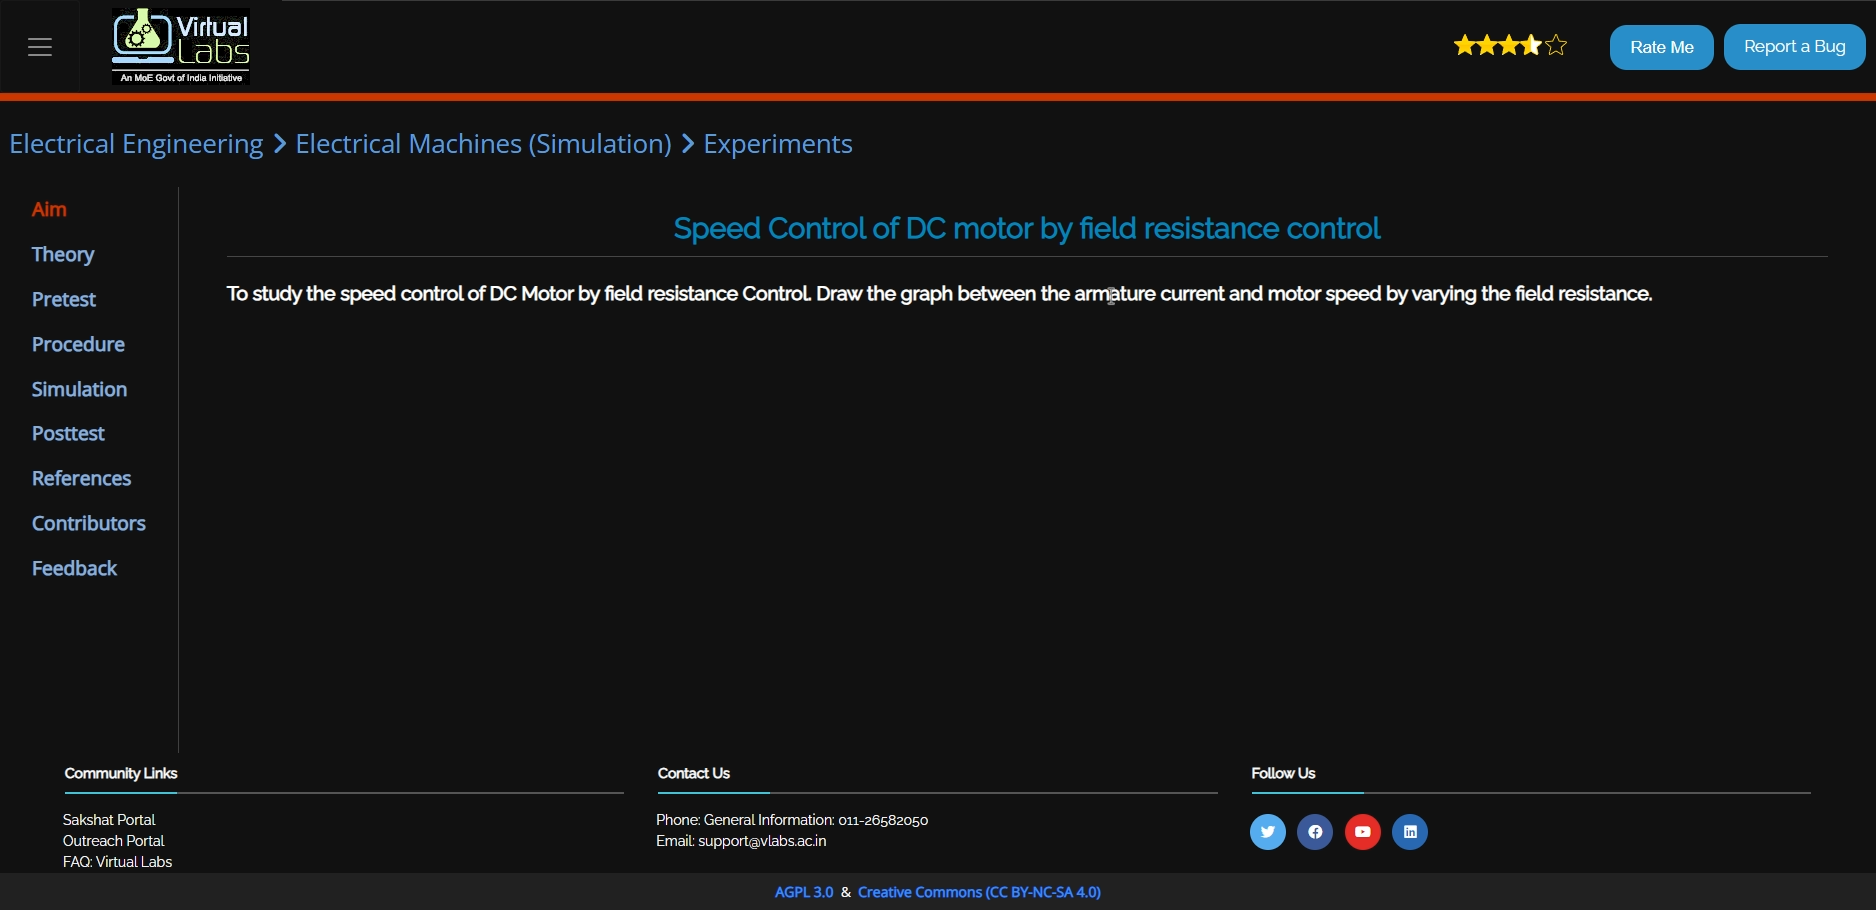 Virtual
Labs
An MoE Govt of India Initiative
Rate Me
Report a Bug
Electrical Engineering > Electrical Machines (Simulation) > Experiments
Aim
Theory
Pretest
Procedure
Simulation
Posttest
References
Contributors
Feedback
Speed Control of DC motor by field resistance control
To study the speed control of DC Motor by field resistance Control. Draw the graph between the armature current and motor speed by varying the field resistance.
Community Links
Sakshat Portal
Outreach Portal
FAQ: Virtual Labs
Contact Us
Phone: General Information: 011-26582050
Email: support@vlabs.ac.in
Follow Us
AGPL 3.0 & Creative Commons (CC BY-NC-SA 4.0)